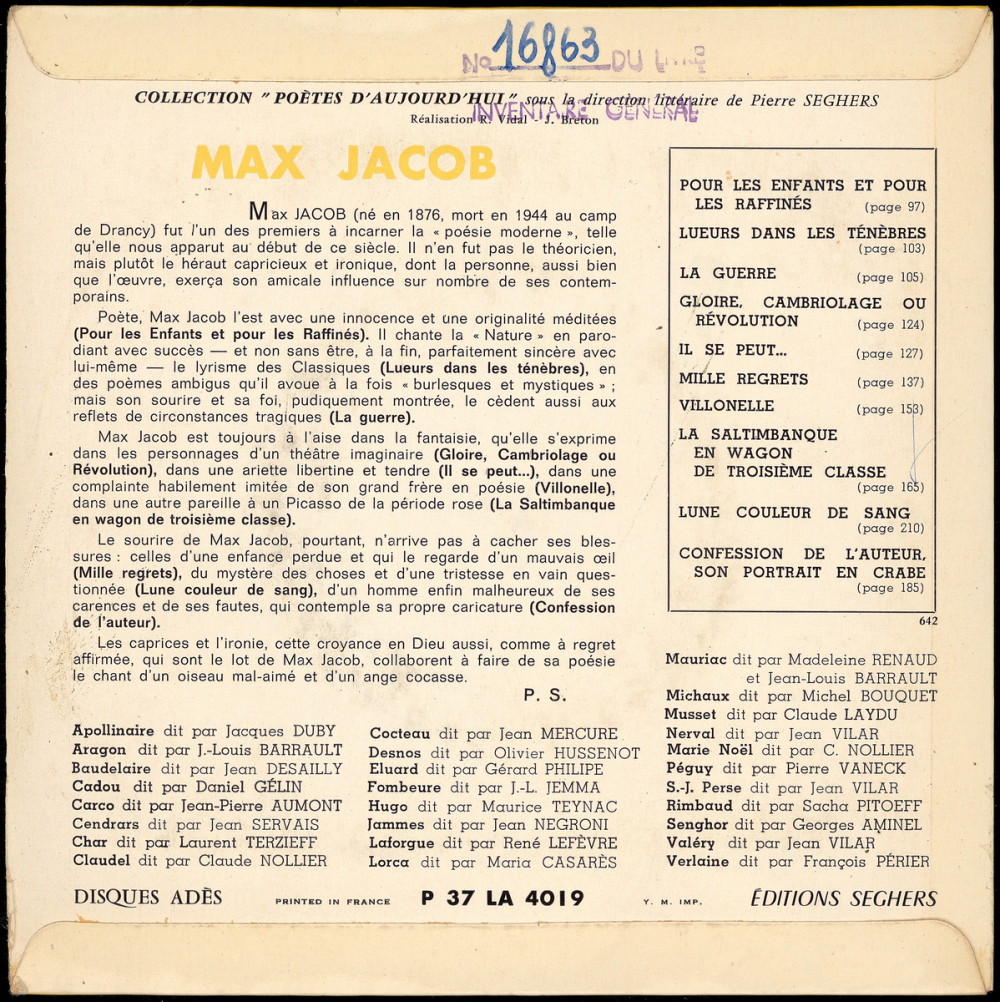 No 16863 DU
COLLECTION " POÈTES D'AUJOURD'HUI " sous la direction littéraire de Pierre SEGHERS
INVENTAIRE GENERAL
Réalisation R. Vidal - J. Breton
MAX JACOB
Max JACOB (né en 1876, mort en 1944 au camp
de Drancy) fut l'un des premiers à incarner la « poésie moderne », telle
qu'elle nous apparut au début de ce siècle. Il n'en fut pas le théoricien,
mais plutôt le héraut capricieux et ironique, dont la personne, aussi bien
que l'œuvre, exerça son amicale influence sur nombre de ses contem-
porains.
Poète, Max Jacob l'est avec une innocence et une originalité méditées
(Pour les Enfants et pour les Raffinés). Il chante la « Nature » en paro-
diant avec succès — et non sans être, à la fin, parfaitement sincère avec
lui-même — le lyrisme des Classiques (Lueurs dans les ténèbres), en
des poèmes ambigus qu'il avoue à la fois « burlesques et mystiques » ;
mais son sourire et sa foi, pudiquement montrée, le cèdent aussi aux
reflets de circonstances tragiques (La guerre).
Max Jacob est toujours à l'aise dans la fantaisie, qu'elle s'exprime
dans les personnages d'un théâtre imaginaire (Gloire, Cambriolage ou
Révolution), dans une ariette libertine et tendre (Il se peut...), dans une
complainte habilement imitée de son grand frère en poésie (Villonelle),
dans une autre pareille à un Picasso de la période rose (La Saltimbanque
en wagon de troisième classe).
Le sourire de Max Jacob, pourtant, n'arrive pas à cacher ses bles-
sures : celles d'une enfance perdue et qui le regarde d'un mauvais œil
(Mille regrets), du mystère des choses et d'une tristesse en vain ques-
tionnée (Lune couleur de sang), d'un homme enfin malheureux de ses
carences et de ses fautes, qui contemple sa propre caricature (Confession
de l'auteur).
Les caprices et l'ironie, cette croyance en Dieu aussi, comme à regret
affirmée, qui sont le lot de Max Jacob, collaborent à faire de sa poésie
le chant d'un oiseau mal-aimé et d'un ange cocasse.
P. S.
POUR LES ENFANTS ET POUR
LES RAFFINÉS (page 97)
LUEURS DANS LES TÉNÈBRES
(page 103)
LA GUERRE (page 105)
GLOIRE, CAMBRIOLAGE OU
RÉVOLUTION (page 124)
IL SE PEUT... (page 127)
MILLE REGRETS (page 137)
VILLONELLE (page 153)
LA SALTIMBANQUE
EN WAGON
DE TROISIÈME CLASSE
(page 165)
LUNE COULEUR DE SANG
(page 210)
CONFESSION DE L'AUTEUR,
SON PORTRAIT EN CRABE
(page 185)
642
Apollinaire dit par Jacques DUBY
Aragon dit par J.-Louis BARRAULT
Baudelaire dit par Jean DESAILLY
Cadou dit par Daniel GÉLIN
Carco dit par Jean-Pierre AUMONT
Cendrars dit par Jean SERVAIS
Char dit par Laurent TERZIEFF
Claudel dit par Claude NOLLIER
Cocteau dit par Jean MERCURE
Desnos dit par Olivier HUSSENOT
Eluard dit par Gérard PHILIPE
Fombeure dit par J.-L. JEMMA
Hugo dit par Maurice TEYNAC
Jammes dit par Jean NEGRONI
Laforgue dit par René LEFÈVRE
Lorca dit par Maria CASARÈS
Mauriac dit par Madeleine RENAUD
et Jean-Louis BARRAULT
Michaux dit par Michel BOUQUET
Musset dit par Claude LAYDU
Nerval dit par Jean VILAR
Marie Noël dit par C. NOLLIER
Péguy dit par Pierre VANECK
S.-J. Perse dit par Jean VILAR
Rimbaud dit par Sacha PITOEFF
Senghor dit par Georges AMINEL
Valéry dit par Jean VILAR
Verlaine dit par François PÉRIER
DISQUES ADÈS PRINTED IN FRANCE P 37 LA 4019 Y. M. IMP. ÉDITIONS SEGHERS